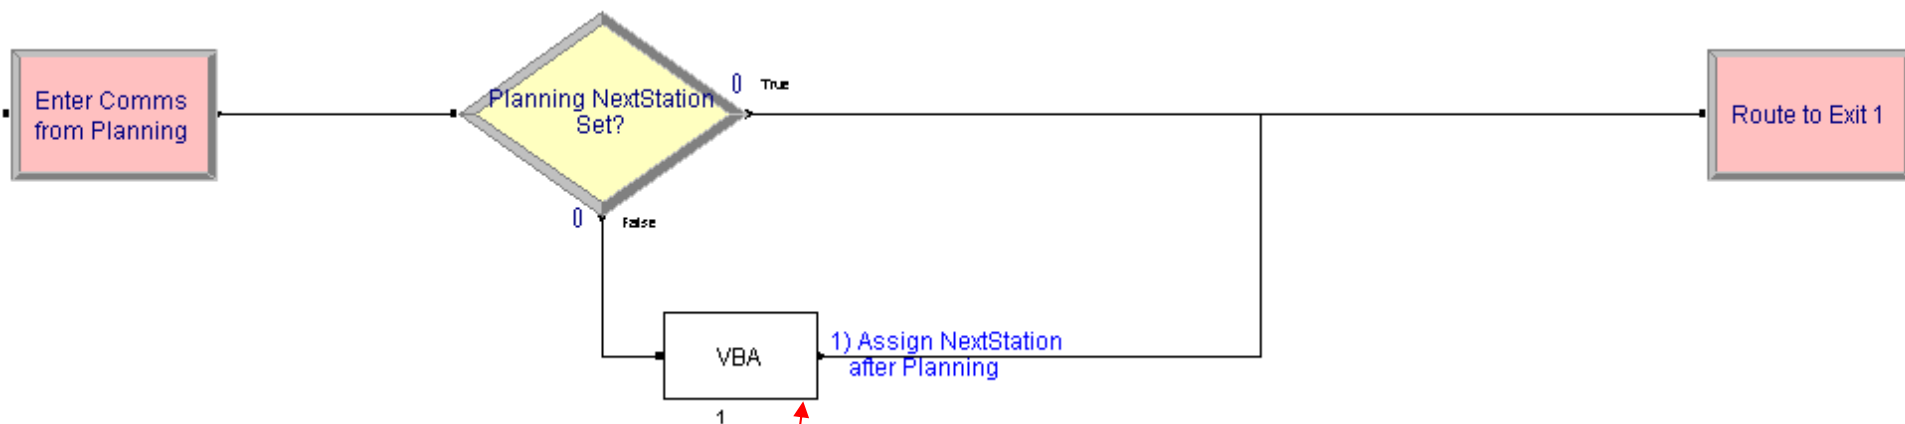 Enter Comms
from Planning
Planning NextStation
Set?
0
True
0
False
VBA
1
1) Assign NextStation
after Planning
Route to Exit 1